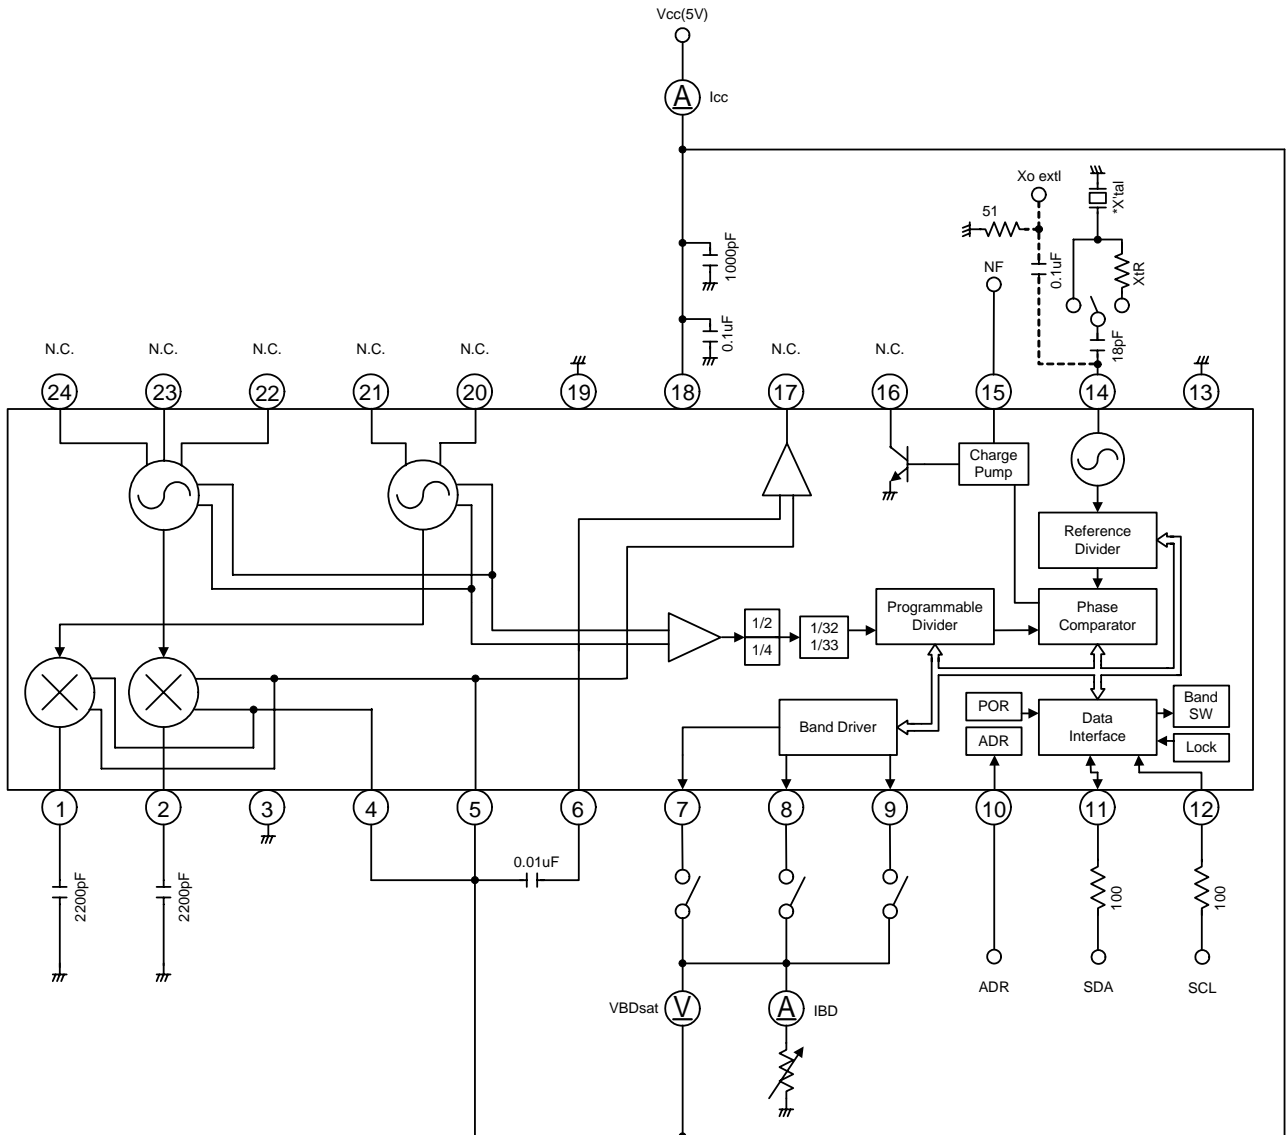 Vcc(5V)
A
Icc
Xo extl
*X'tal
51
1000pF
NF
0.1uF
XtR
0.1uF
18pF
N.C.
N.C.
N.C.
N.C.
N.C.
N.C.
N.C.
24
23
22
21
20
19
18
17
16
15
14
13
Charge
Pump
Reference
Divider
Programmable
Divider
Phase
Comparator
1/2
1/4
1/32
1/33
POR
ADR
Data
Interface
Band
SW
Lock
Band Driver
1
2
3
4
5
6
7
8
9
10
11
12
0.01uF
2200pF
2200pF
100
100
ADR
SDA
SCL
VBDsat
V
A
IBD